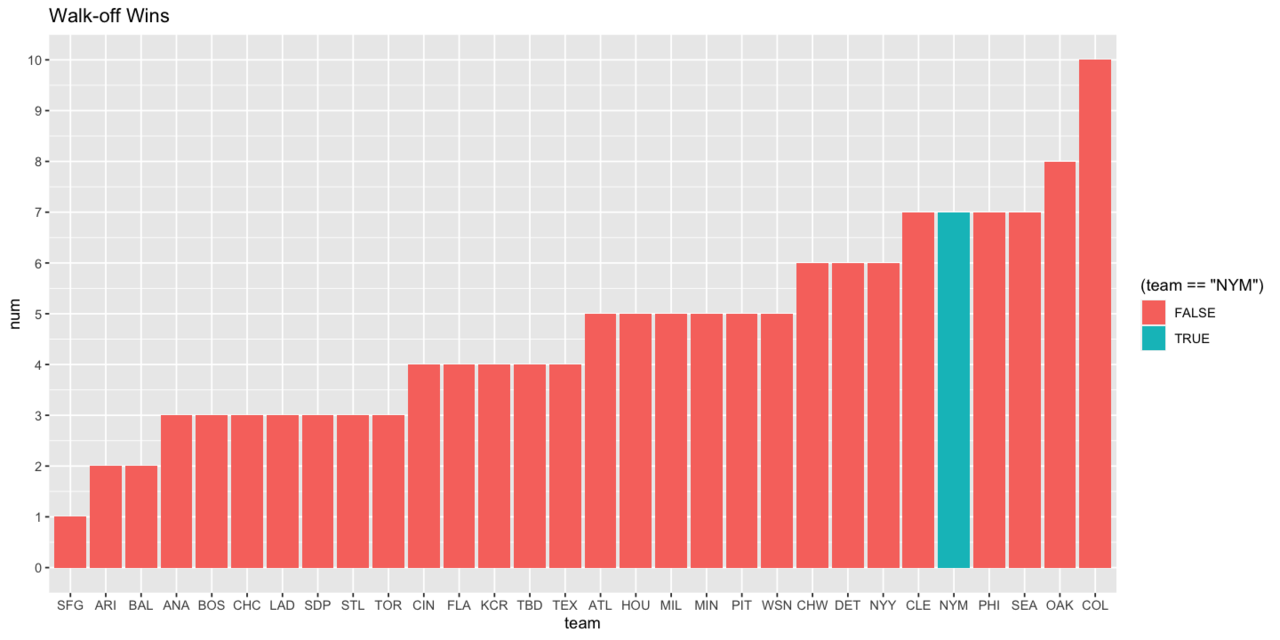 Walk-off Wins
10
9
8
7
6
5
4
3
2
1
0
num
SFG ARI BAL ANA BOS CHC LAD SDP STL TOR CIN FLA KCR TBD TEX ATL HOU MIL MIN PIT WSN CHW DET NYY CLE NYM PHI SEA OAK COL
team
(team == "NYM")
FALSE
TRUE